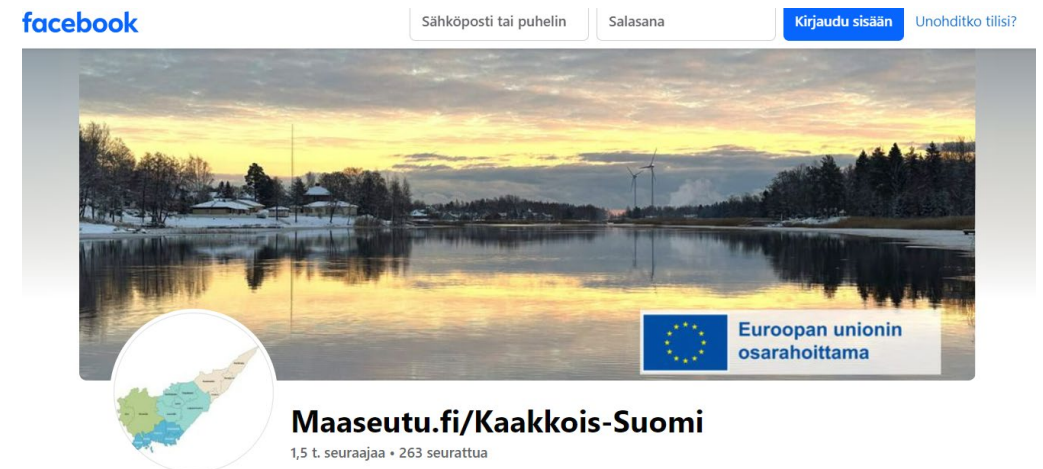 facebook
Sähköposti tai puhelin
Salasana
Kirjaudu sisään
Unohditko tilisi?
Euroopan unionin
osarahoittama
Maaseutu.fi/Kaakkois-Suomi
1,5 t. seuraajaa • 263 seurattua